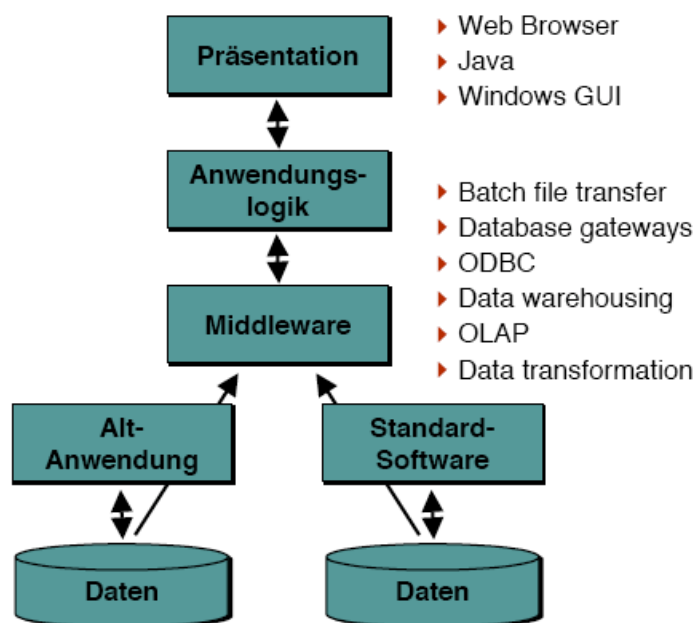 Präsentation
Web Browser
Java
Windows GUI
Anwendungs-
logik
Batch file transfer
Database gateways
ODBC
Data warehousing
OLAP
Data transformation
Middleware
Alt-
Anwendung
Standard-
Software
Daten
Daten